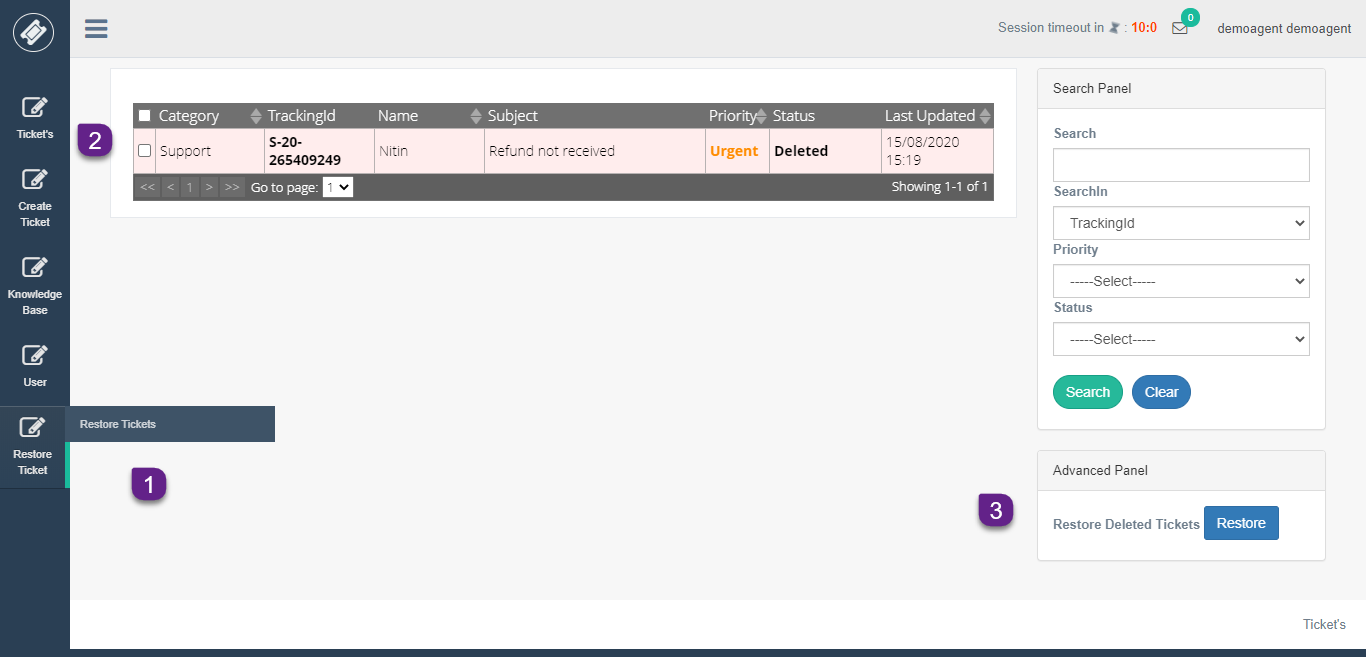 Session timeout in : 10:0
0
demoagent demoagent
Ticket's
Create
Ticket
Knowledge
Base
User
Restore
Ticket
Restore Tickets
1
2
Category TrackingId Name Subject Priority Status Last Updated
Support S-20-
265409249 Nitin Refund not received Urgent Deleted 15/08/2020
15:19
<< < 1 > >> Go to page: 1 Showing 1-1 of 1
Search Panel
Search
SearchIn
TrackingId
Priority
-----Select-----
Status
-----Select-----
Search Clear
Advanced Panel
3
Restore Deleted Tickets Restore
Ticket's